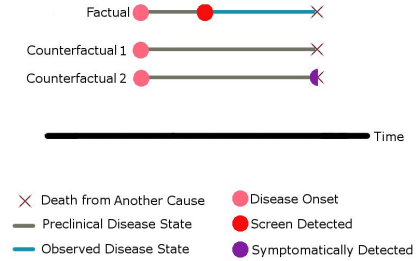 Factual
Counterfactual 1
Counterfactual 2
Time
Death from Another Cause
Disease Onset
Preclinical Disease State
Screen Detected
Observed Disease State
Symptomatically Detected